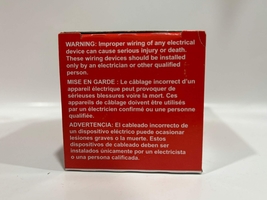 WARNING: Improper wiring of any electrical
device can cause serious injury or death.
These wiring devices should be installed
only by an electrician or other qualified
person.
MISE EN GARDE : Le câblage incorrect d'un
appareil électrique peut provoquer de
sérieuses blessures voire la mort. Ces
appareils de câblage doivent être utilisés
par un électricien confirmé ou une personne
qualifiée.
ADVERTENCIA: El cableado incorrecto de
un dispositivo eléctrico puede ocasionar
lesiones graves o la muerte. Estos
dispositivos de cableado deben ser
instalados únicamente por un electricista
o una persona calificada.